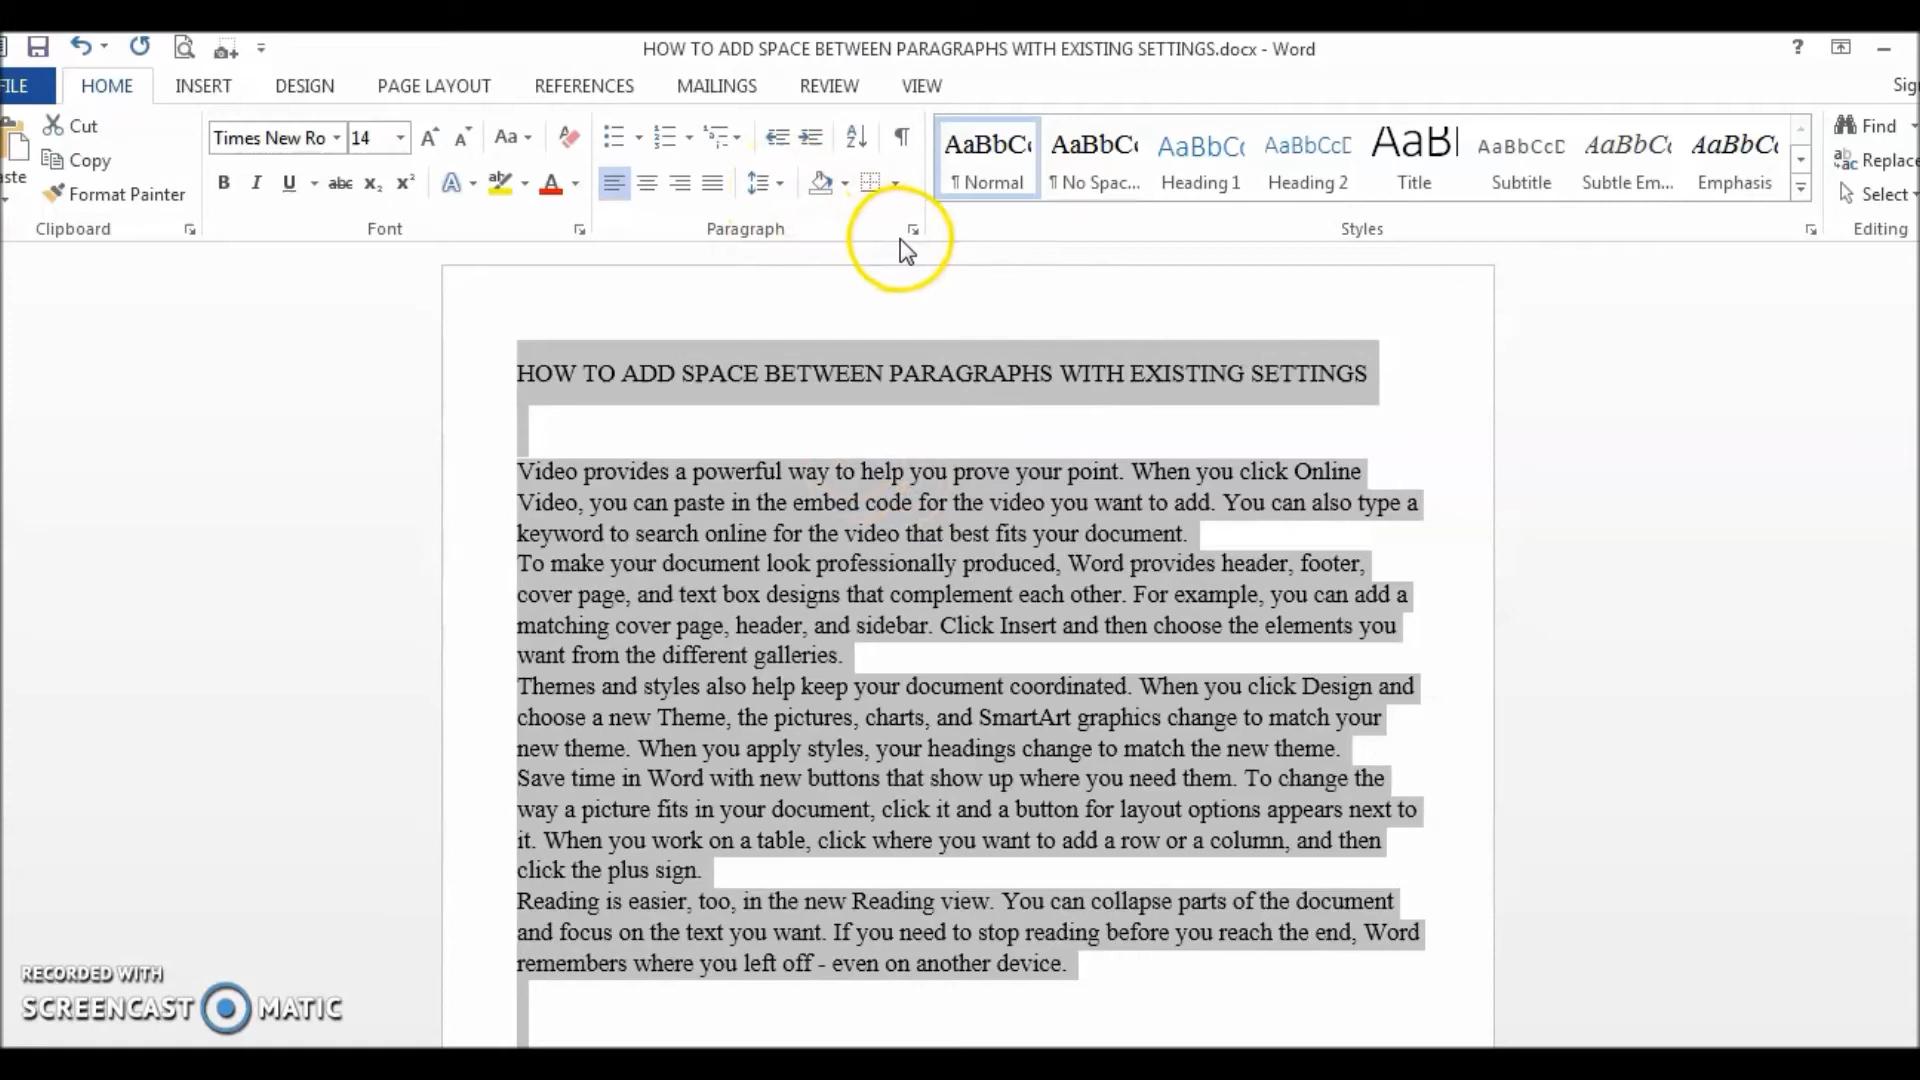 HOW TO ADD SPACE BETWEEN PARAGRAPHS WITH EXISTING SETTINGS.docx - Word
?
FILE HOME INSERT DESIGN PAGE LAYOUT REFERENCES MAILINGS REVIEW VIEW Sig
Cut
Copy
Format Painter
aste
Clipboard
Times New Ro 14 A A Aa
B I U abc x₂ x² A ab A
Font
Paragraph
AaBbC AaBbC AaBbC AaBbCcD AaB AaBbCcD AaBbC AaBbC
¶ Normal ¶ No Spac... Heading 1 Heading 2 Title Subtitle Subtle Em... Emphasis
Styles
Find
Replace
Select
Editing
HOW TO ADD SPACE BETWEEN PARAGRAPHS WITH EXISTING SETTINGS
Video provides a powerful way to help you prove your point. When you click Online
Video, you can paste in the embed code for the video you want to add. You can also type a
keyword to search online for the video that best fits your document.
To make your document look professionally produced, Word provides header, footer,
cover page, and text box designs that complement each other. For example, you can add a
matching cover page, header, and sidebar. Click Insert and then choose the elements you
want from the different galleries.
Themes and styles also help keep your document coordinated. When you click Design and
choose a new Theme, the pictures, charts, and SmartArt graphics change to match your
new theme. When you apply styles, your headings change to match the new theme.
Save time in Word with new buttons that show up where you need them. To change the
way a picture fits in your document, click it and a button for layout options appears next to
it. When you work on a table, click where you want to add a row or a column, and then
click the plus sign.
Reading is easier, too, in the new Reading view. You can collapse parts of the document
and focus on the text you want. If you need to stop reading before you reach the end, Word
remembers where you left off - even on another device.
RECORDED WITH
SCREENCAST MATIC